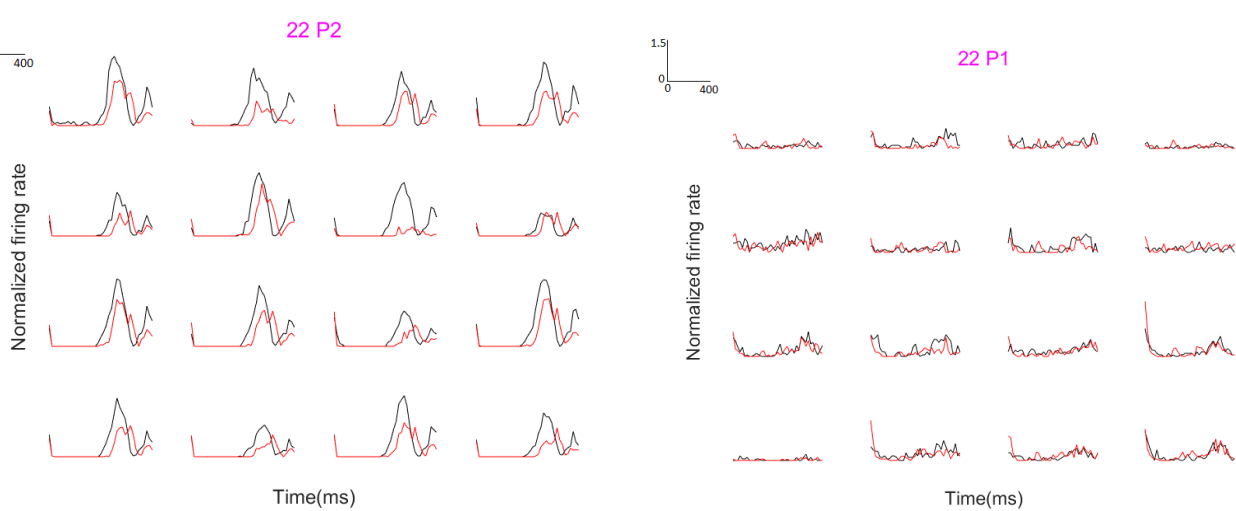 22 P2
400
Normalized firing rate
Time(ms)
22 P1
1.5
0
0 400
Normalized firing rate
Time(ms)